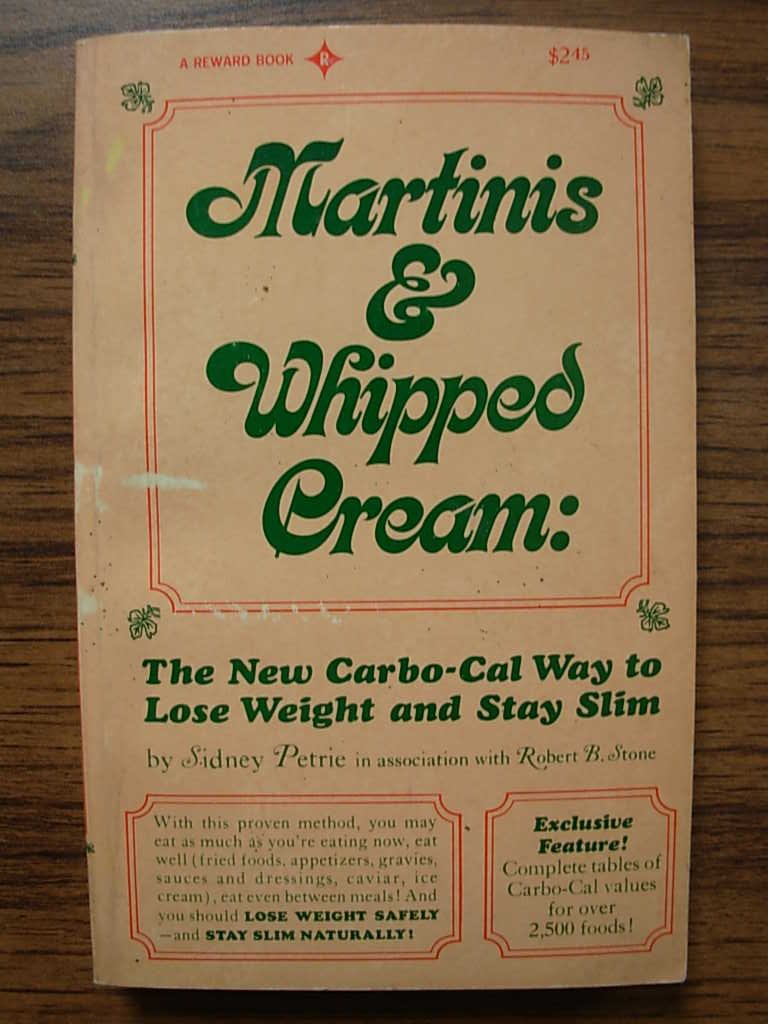 A REWARD BOOK R $2.45
Martinis
&
Whipped
Cream:
The New Carbo-Cal Way to
Lose Weight and Stay Slim
by Sidney Petrie in association with Robert B. Stone
With this proven method, you may
eat as much as you're eating now, eat
well (fried foods, appetizers, gravies,
sauces and dressings, caviar, ice
cream), eat even between meals! And
you should LOSE WEIGHT SAFELY
—and STAY SLIM NATURALLY!
Exclusive
Feature!
Complete tables of
Carbo-Cal values
for over
2,500 foods!